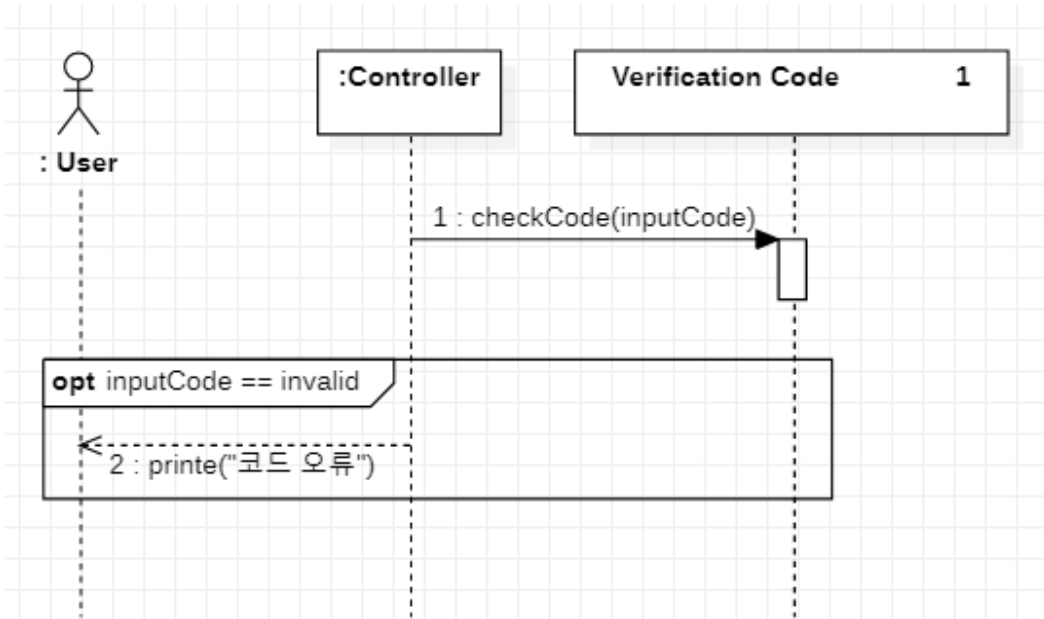 :Controller
Verification Code 1
: User
1 : checkCode(inputCode)
opt inputCode == invalid
2 : printe("코드 오류")